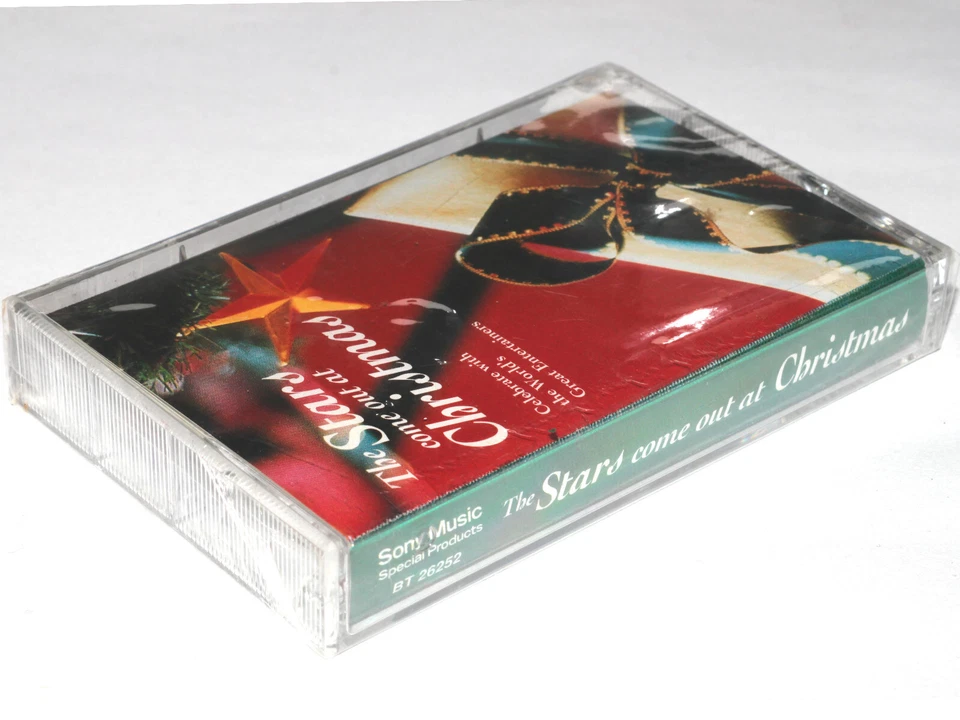 The Stars
come out at
Christmas
Celebrate with
the World's
Great Entertainers
Sony Music
Special Products
BT 26252
The Stars come out at Christmas